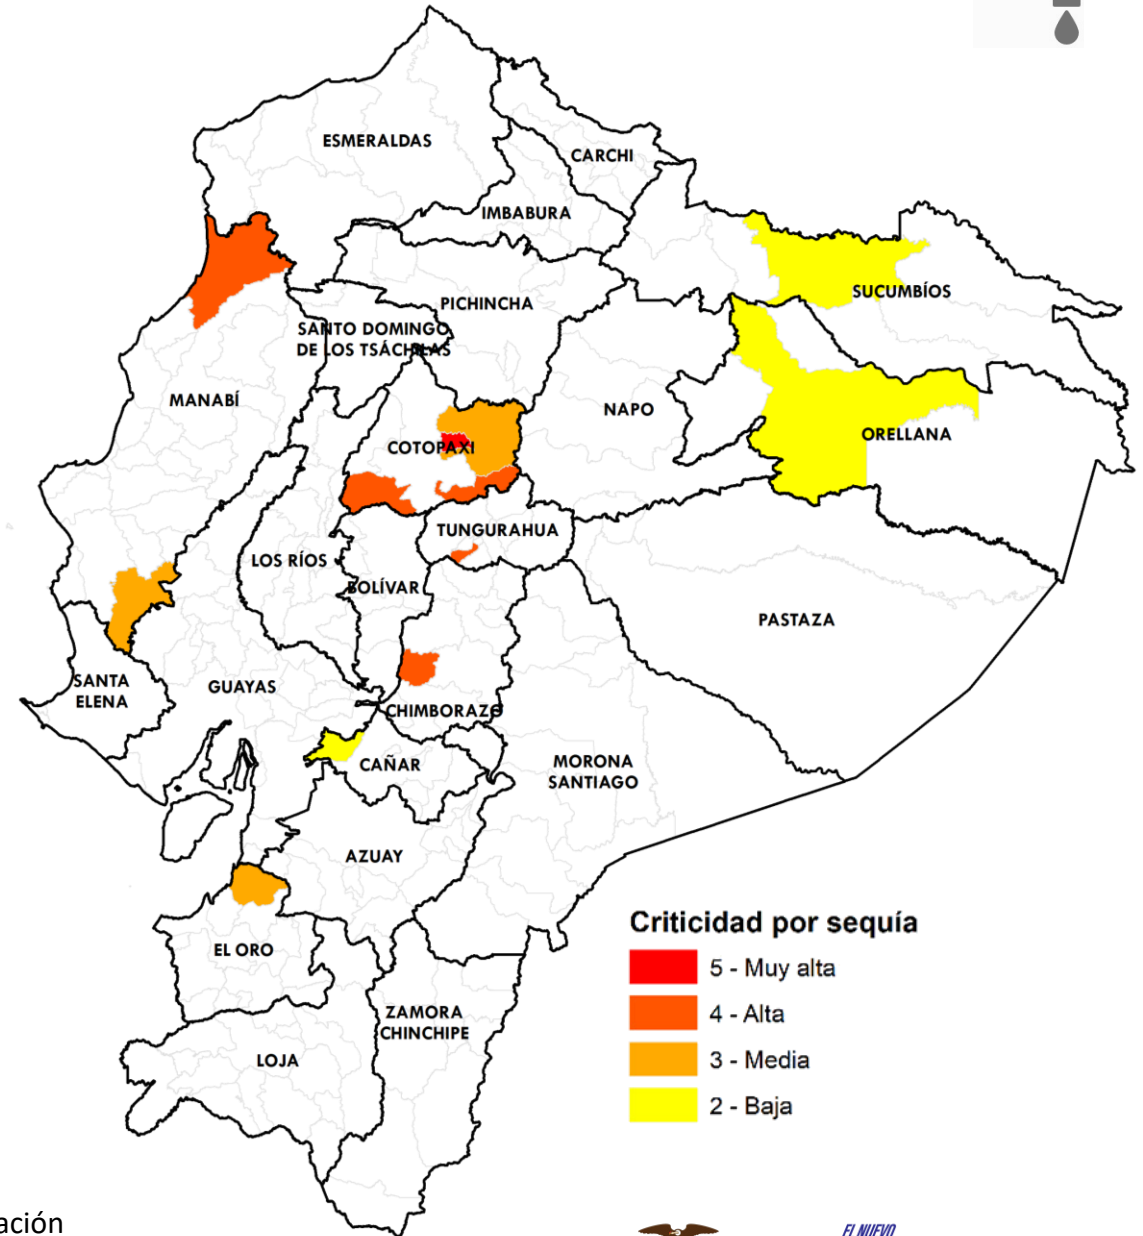 ESMERALDAS
CARCHI
IMBABURA
SUCUMBÍOS
PICHINCHA
SANTO DOMINGO
DE LOS TSÁCHILAS
MANABÍ
NAPO
ORELLANA
COTOPAXI
TUNGURAHUA
LOS RÍOS
BOLÍVAR
PASTAZA
SANTA
ELENA
GUAYAS
CHIMBORAZO
CAÑAR
MORONA
SANTIAGO
AZUAY
EL ORO
ZAMORA
CHINCHIPE
LOJA
Criticidad por sequía
5 - Muy alta
4 - Alta
3 - Media
2 - Baja
ación
EL NUEVO